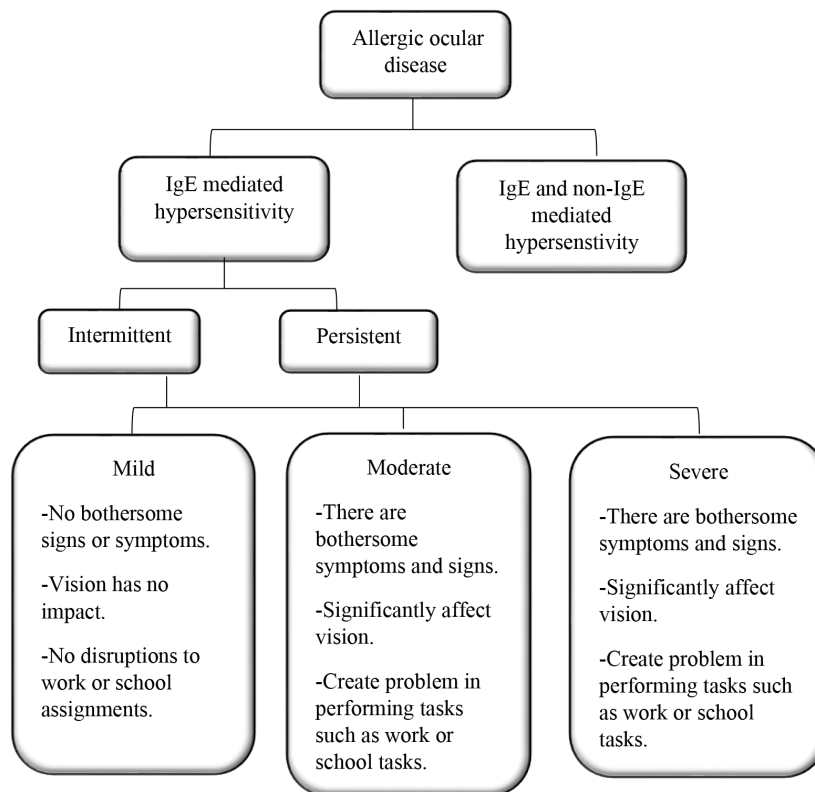 Allergic ocular
disease
IgE mediated
hypersensitivity
IgE and non-IgE
mediated
hypersenstivity
Intermittent
Persistent
Mild
-No bothersome
signs or symptoms.
-Vision has no
impact.
-No disruptions to
work or school
assignments.
Moderate
-There are
bothersome
symptoms and signs.
-Significantly affect
vision.
-Create problem in
performing tasks
such as work or
school tasks.
Severe
-There are bothersome
symptoms and signs.
-Significantly affect
vision.
-Create problem in
performing tasks such
as work or school
tasks.